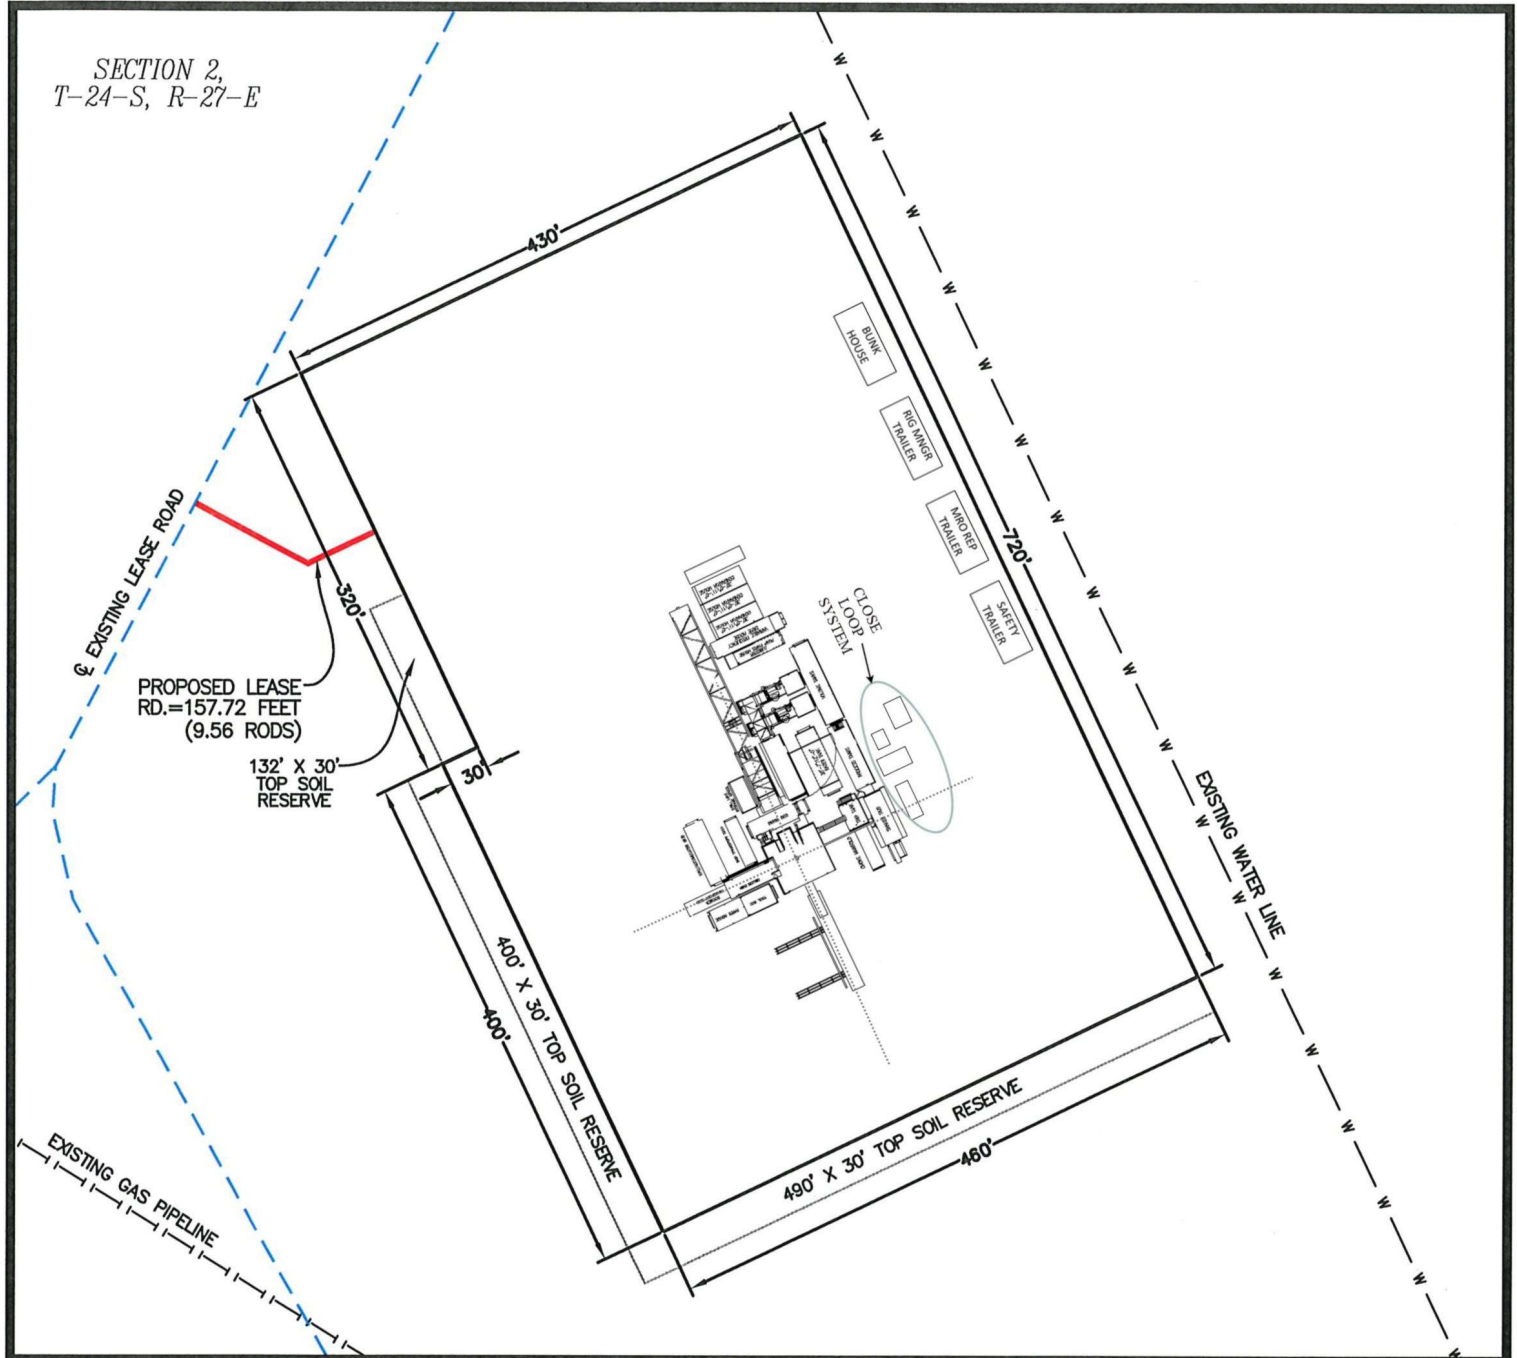 SECTION 2,
T-24-S, R-27-E
430'
BUNK
HOUSE
RIG MNGR
TRAILER
MRO REP
TRAILER
SAFETY
TRAILER
720'
CLOSE
LOOP
SYSTEM
℄ EXISTING LEASE ROAD
320'
PROPOSED LEASE
RD.=157.72 FEET
(9.56 RODS)
132' X 30'
TOP SOIL
RESERVE
30'
EXISTING WATER LINE
W W W W W W W W W W W W W W W W W W
400' X 30' TOP SOIL RESERVE
400'
490' X 30' TOP SOIL RESERVE
460'
EXISTING GAS PIPELINE